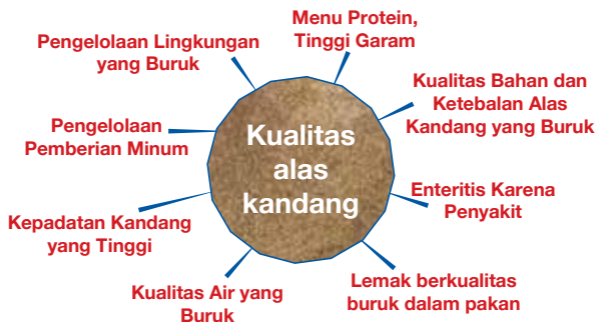 Menu Protein,
Tinggi Garam
Kualitas Bahan dan
Ketebalan Alas
Kandang yang Buruk
Enteritis Karena
Penyakit
Lemak berkualitas
buruk dalam pakan
Kualitas Air yang
Buruk
Kepadatan Kandang
yang Tinggi
Pengelolaan
Pemberian Minum
Pengelolaan Lingkungan
yang Buruk
Kualitas
alas
kandang